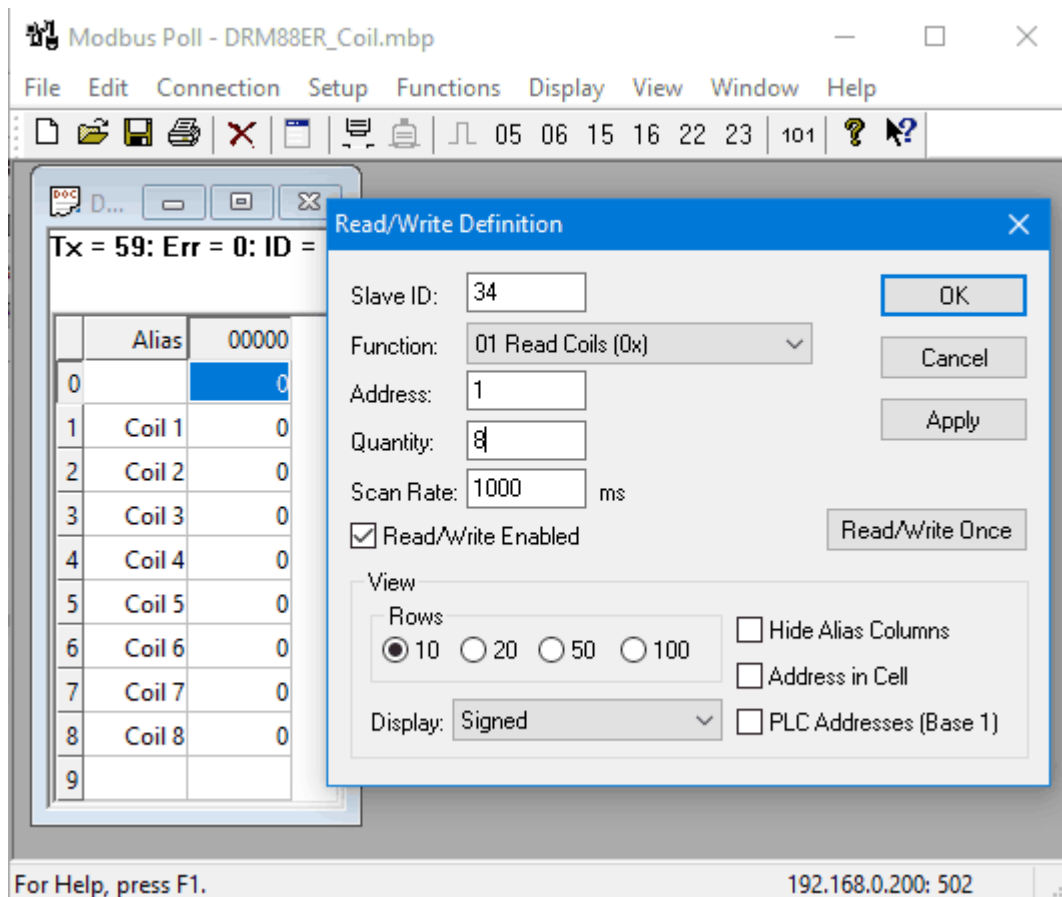 Modbus Poll - DRM88ER_Coil.mbp
File Edit Connection Setup Functions Display View Window Help
05 06 15 16 22 23 101
DOC D...
Tx = 59: Err = 0: ID =
Alias 00000
0 0
1 Coil 1 0
2 Coil 2 0
3 Coil 3 0
4 Coil 4 0
5 Coil 5 0
6 Coil 6 0
7 Coil 7 0
8 Coil 8 0
9
Read/Write Definition
Slave ID: 34 OK
Function: 01 Read Coils (0x) Cancel
Address: 1
Apply
Quantity: 8
Scan Rate: 1000 ms
Read/Write Enabled Read/Write Once
View
Rows
10 20 50 100
Hide Alias Columns
Address in Cell
Display: Signed PLC Addresses (Base 1)
For Help, press F1. 192.168.0.200: 502